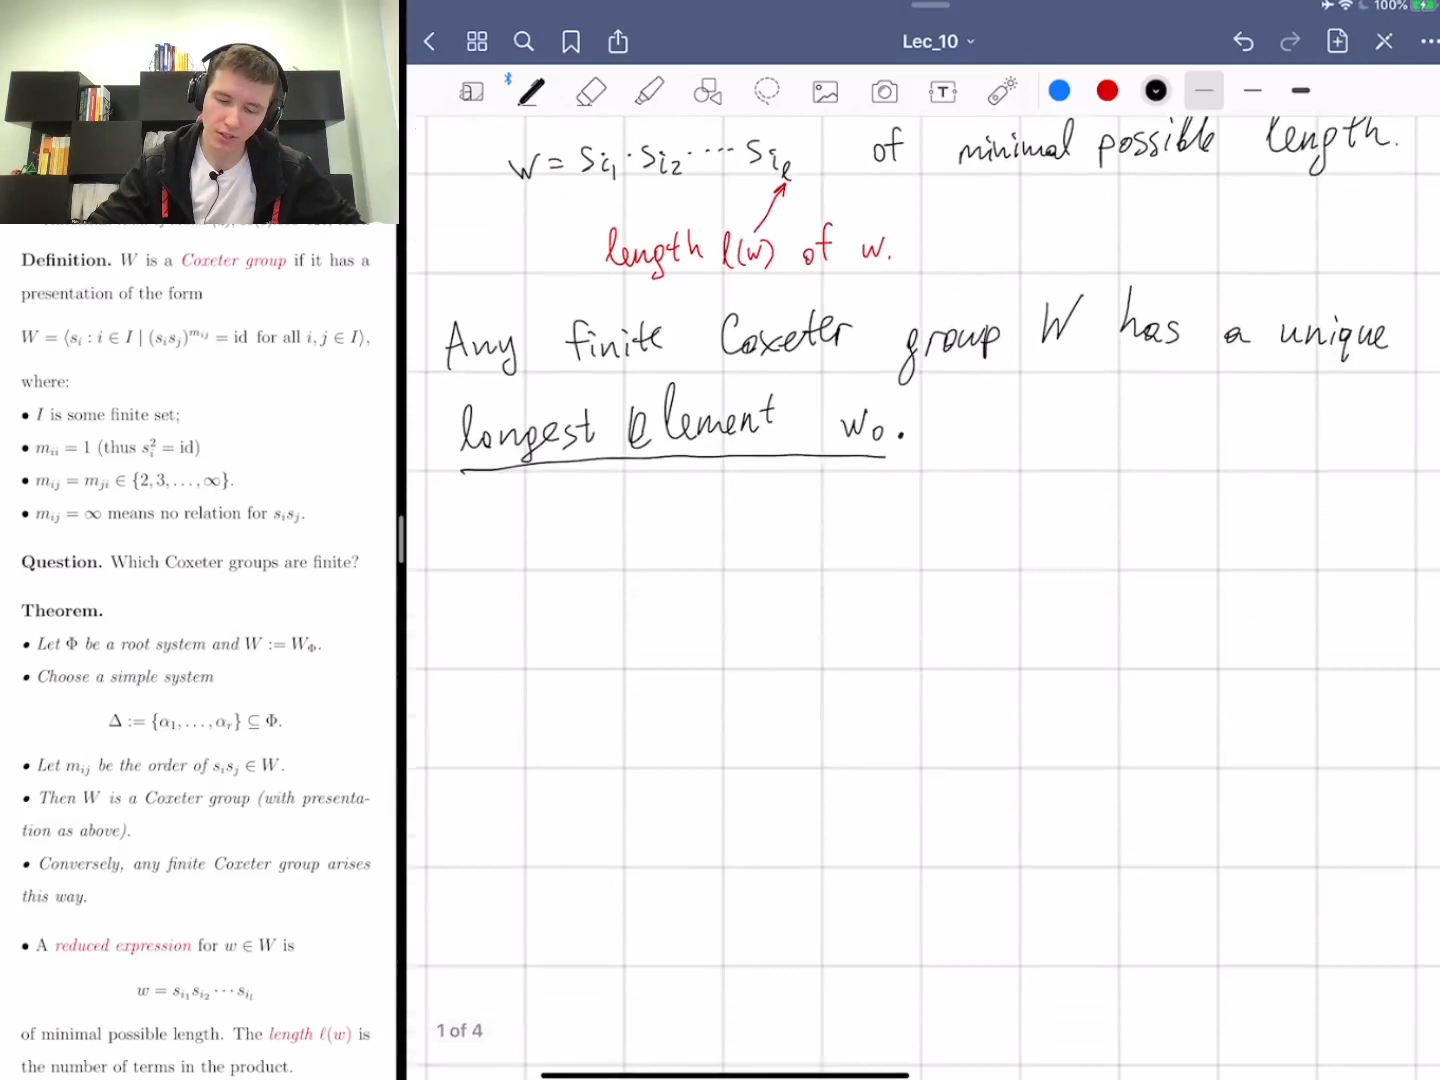 100%
Lec_10
w = s_{i_1} · s_{i_2} · ... s_{i_ℓ} of minimal possible length.
length ℓ(w) of w.
Any finite Coxeter group W has a unique
longest element w₀.
1 of 4
Definition. W is a Coxeter group if it has a
presentation of the form
W = ⟨s_i : i ∈ I | (s_i s_j)^{m_{ij}} = id for all i, j ∈ I⟩,
where:
• I is some finite set;
• m_{ii} = 1 (thus s_i^2 = id)
• m_{ij} = m_{ji} ∈ {2, 3, . . . , ∞}.
• m_{ij} = ∞ means no relation for s_i s_j.
Question. Which Coxeter groups are finite?
Theorem.
• Let Φ be a root system and W := W_Φ.
• Choose a simple system
Δ := {α_1, . . . , α_r} ⊆ Φ.
• Let m_{ij} be the order of s_i s_j ∈ W.
• Then W is a Coxeter group (with presenta-
tion as above).
• Conversely, any finite Coxeter group arises
this way.
• A reduced expression for w ∈ W is
w = s_{i_1} s_{i_2} · · · s_{i_l}
of minimal possible length. The length ℓ(w) is
the number of terms in the product.